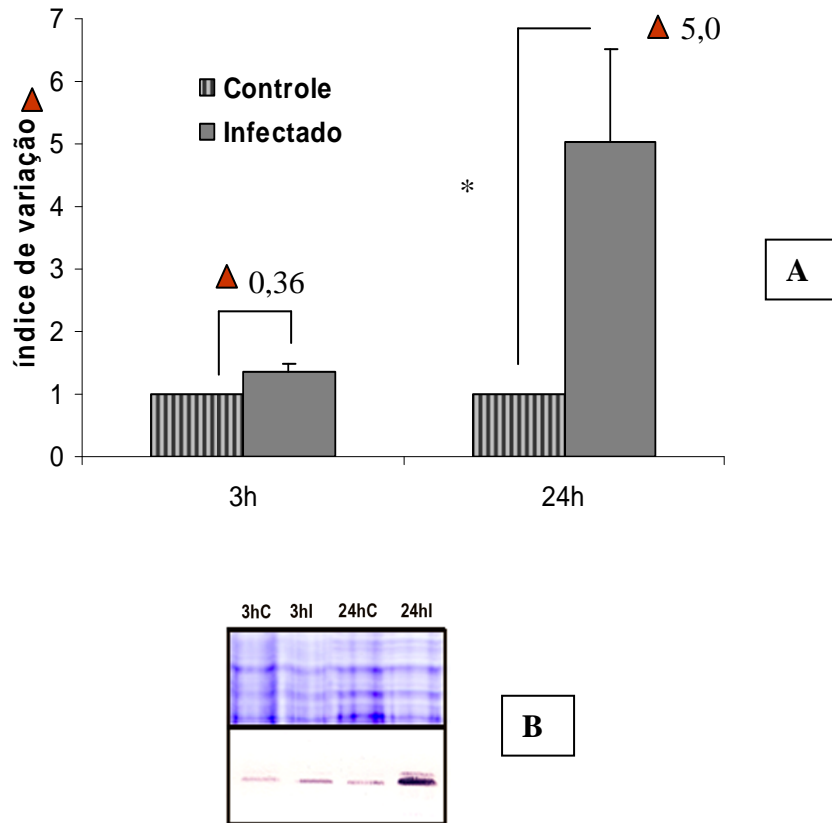 7
5,0
6
Controle
Infectado
5
4
*
3
A
0,36
2
1
0
índice de variação
3h
24h
3hC 3hI 24hC 24hI
B